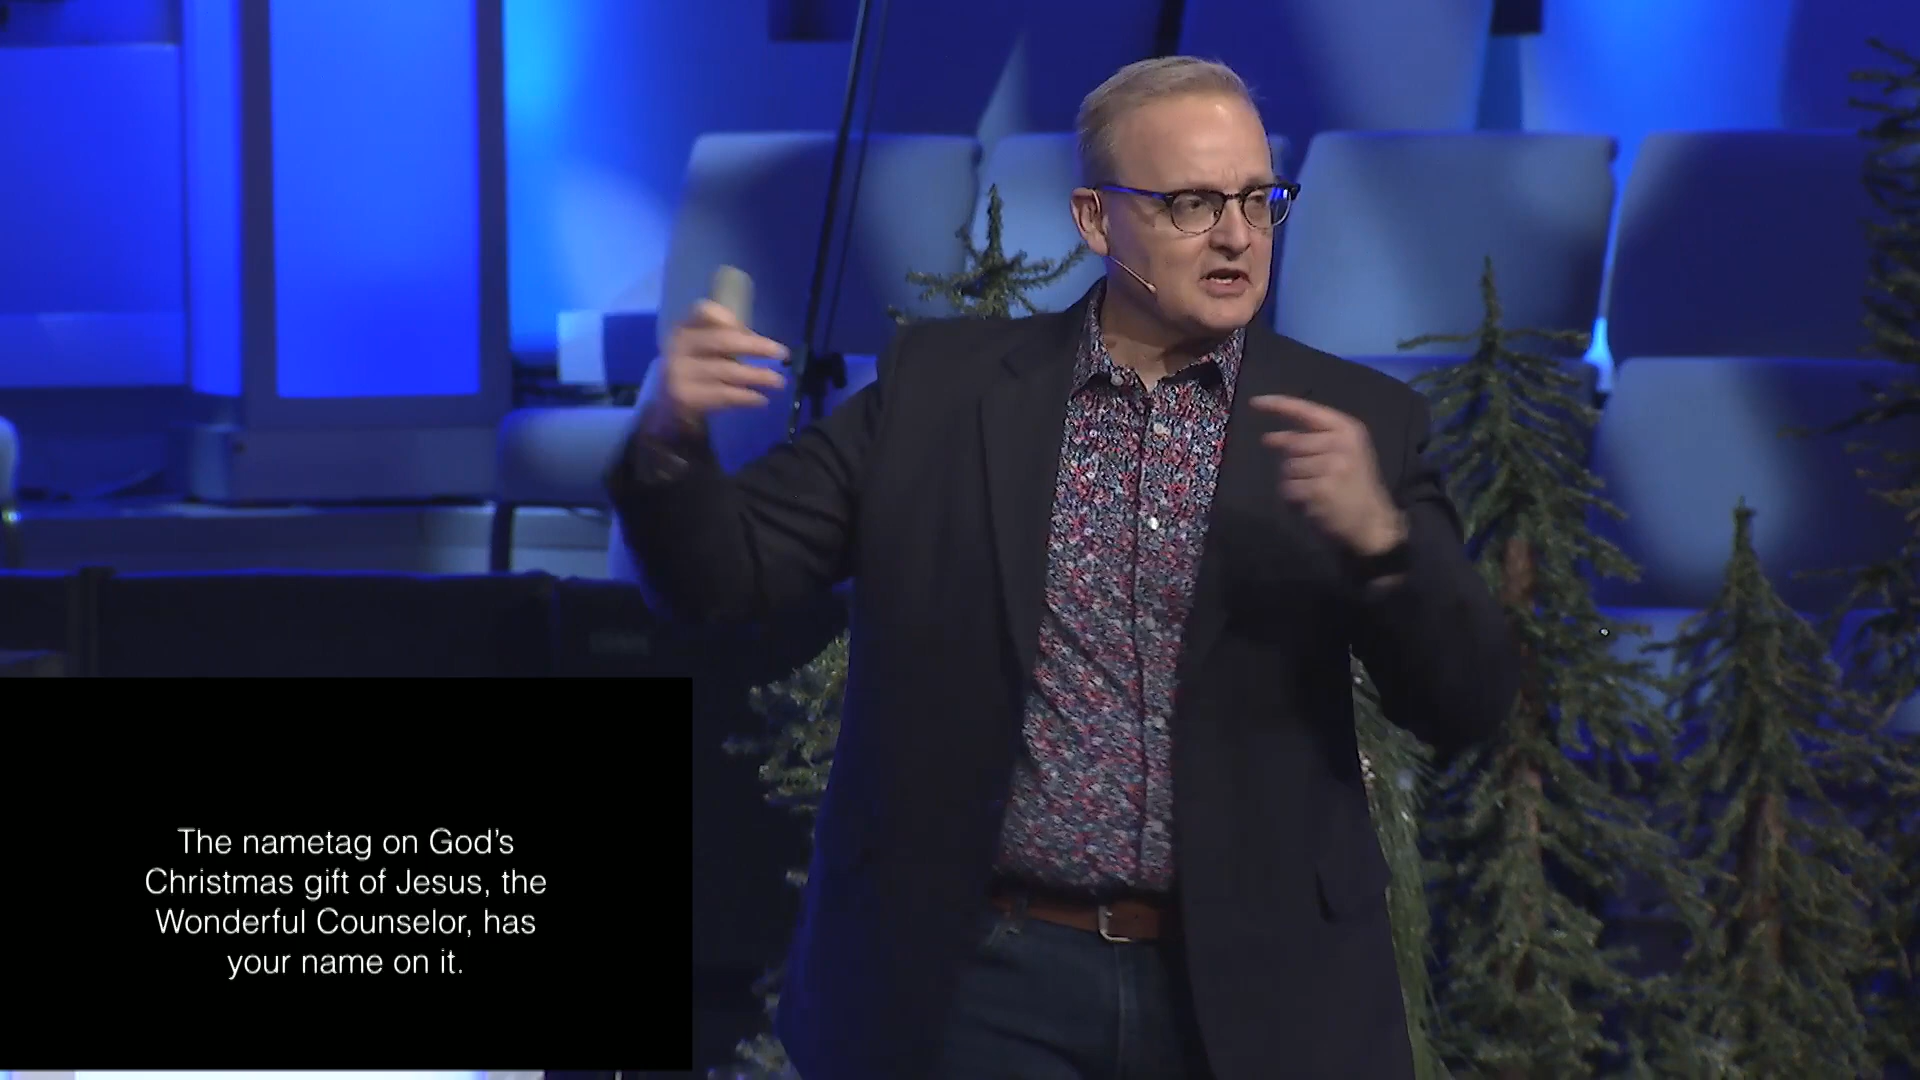 The nametag on God’s
Christmas gift of Jesus, the
Wonderful Counselor, has
your name on it.